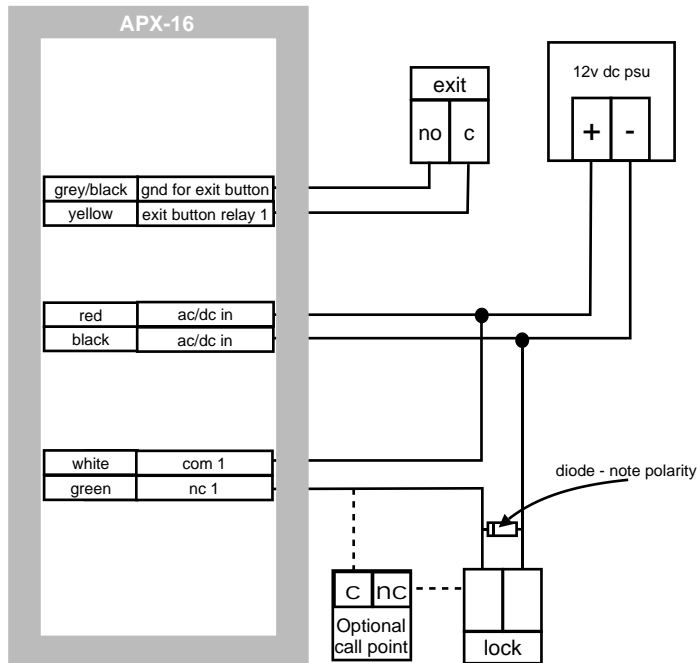 APX-16
12v dc psu
+ -
exit
no c
grey/black gnd for exit button
yellow exit button relay 1
red ac/dc in
black ac/dc in
white com 1
green nc 1
diode - note polarity
c nc
Optional
call point
lock